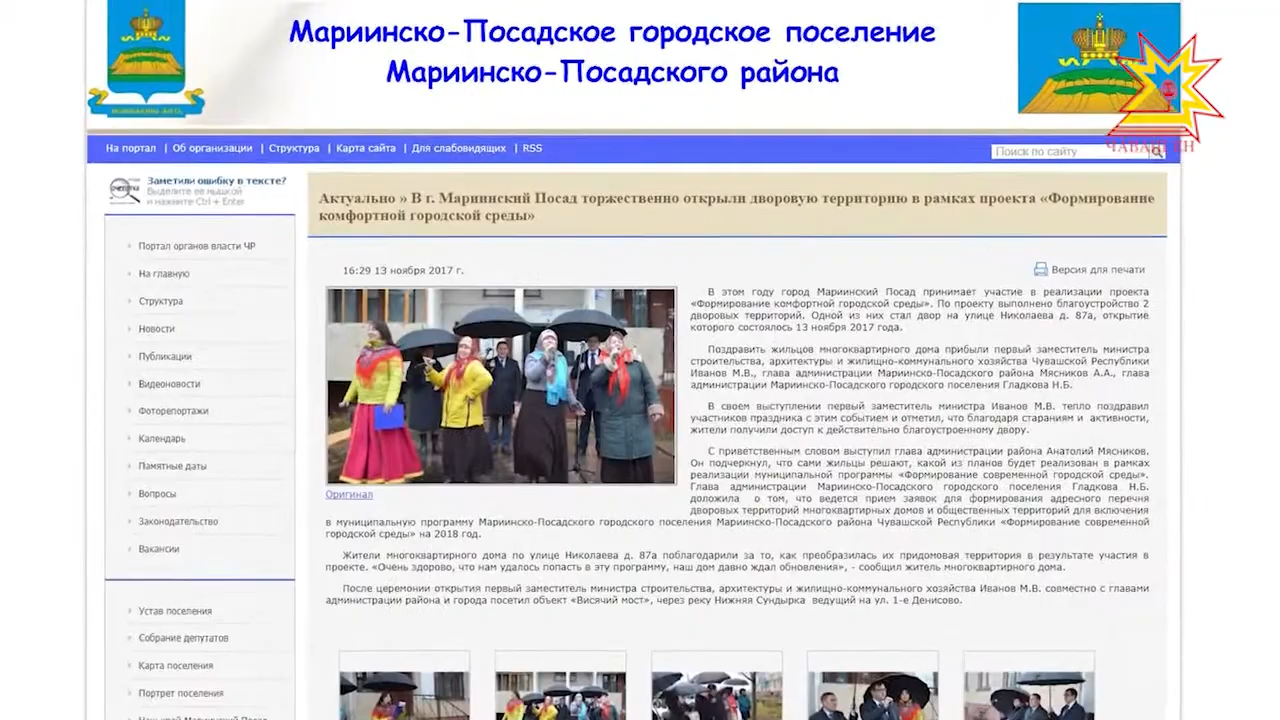 Мариинско-Посадское городское поселение
Мариинско-Посадского района
ЧАВАШ ЕН
На портал | Об организации | Структура | Карта сайта | Для слабовидящих | RSS
Поиск по сайту
Заметили ошибку в тексте?
Выделите ее мышкой
и нажмите Ctrl + Enter
Портал органов власти ЧР
На главную
Структура
Новости
Публикации
Видеоновости
Фоторепортажи
Календарь
Памятные даты
Вопросы
Законодательство
Вакансии
Устав поселения
Собрание депутатов
Карта поселения
Портрет поселения
Актуально » В г. Мариинский Посад торжественно открыли дворовую территорию в рамках проекта «Формирование
комфортной городской среды»
16:29 13 ноября 2017 г.
Версия для печати
В этом году город Мариинский Посад принимает участие в реализации проекта
«Формирование комфортной городской среды». По проекту выполнено благоустройство 2
дворовых территорий. Одной из них стал двор на улице Николаева д. 87а, открытие
которого состоялось 13 ноября 2017 года.
Поздравить жильцов многоквартирного дома прибыли первый заместитель министра
строительства, архитектуры и жилищно-коммунального хозяйства Чувашской Республики
Иванов М.В., глава администрации Мариинско-Посадского района Мясников А.А., глава
администрации Мариинско-Посадского городского поселения Гладкова Н.Б.
В своем выступлении первый заместитель министра Иванов М.В. тепло поздравил
участников праздника с этим событием и отметил, что благодаря стараниям и активности,
жители получили доступ к действительно благоустроенному двору.
С приветственным словом выступил глава администрации района Анатолий Мясников.
Он подчеркнул, что сами жильцы решают, какой из планов будет реализован в рамках
реализации муниципальной программы «Формирование современной городской среды».
Глава администрации Мариинско-Посадского городского поселения Гладкова Н.Б.
доложила о том, что ведется прием заявок для формирования адресного перечня
дворовых территорий многоквартирных домов и общественных территорий для включения
Оригинал
в муниципальную программу Мариинско-Посадского городского поселения Мариинско-Посадского района Чувашской Республики «Формирование современной
городской среды» на 2018 год.
Жители многоквартирного дома по улице Николаева д. 87а поблагодарили за то, как преобразилась их придомовая территория в результате участия в
проекте. «Очень здорово, что нам удалось попасть в эту программу, наш дом давно ждал обновления», - сообщил житель многоквартирного дома.
После церемонии открытия первый заместитель министра строительства, архитектуры и жилищно-коммунального хозяйства Иванов М.В. совместно с главами
администрации района и города посетил объект «Висячий мост», через реку Нижняя Сундырка ведущий на ул. 1-е Денисово.